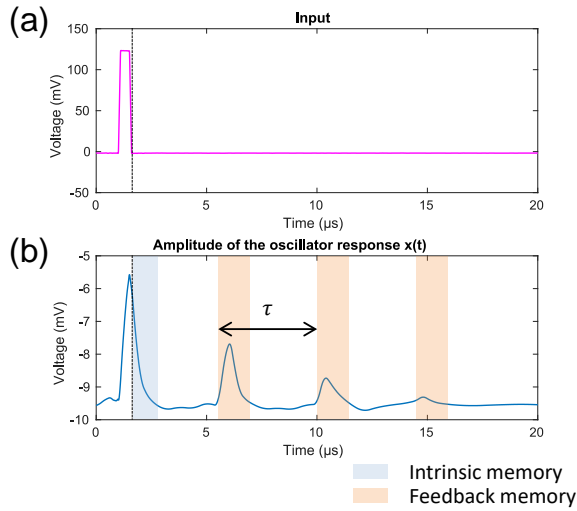 (a)
Input
Voltage (mV)
150
100
50
0
-50
0
5
10
15
20
Time (µs)
(b)
Amplitude of the oscillator response x(t)
Voltage (mV)
-5
-6
-7
-8
-9
-10
τ
0
5
10
15
20
Time (µs)
Intrinsic memory
Feedback memory